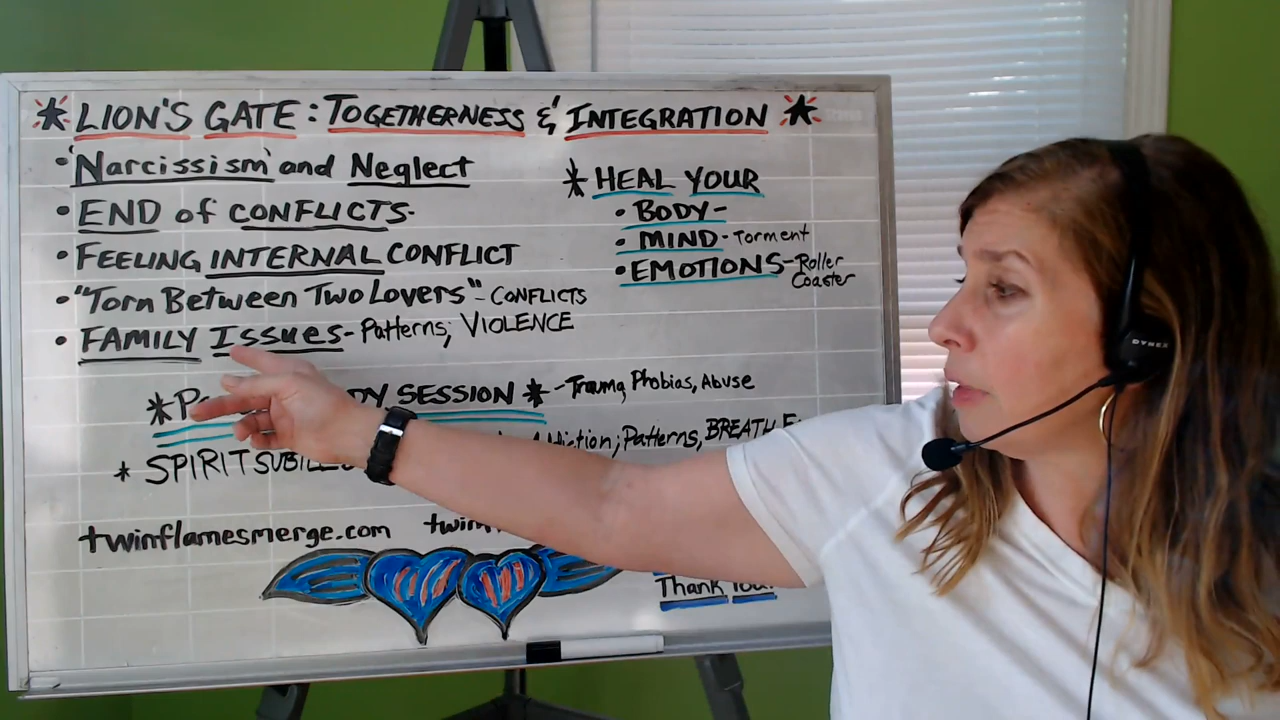 * LION'S GATE: TOGETHERNESS & INTEGRATION *
• 'Narcissism' and Neglect
• END of CONFLICTS-
• FEELING INTERNAL CONFLICT
• "Torn Between Two Lovers" - CONFLICTS
• FAMILY Issues - Patterns, VIOLENCE
* HEAL YOUR
• BODY -
• MIND - Torment
• EMOTIONS - Roller
Coaster
* SESSION * - Trauma, Phobias, Abuse
Patterns, BREATH
* SPIRIT
twinflamesmerge.com
Thank You!
DYNEX